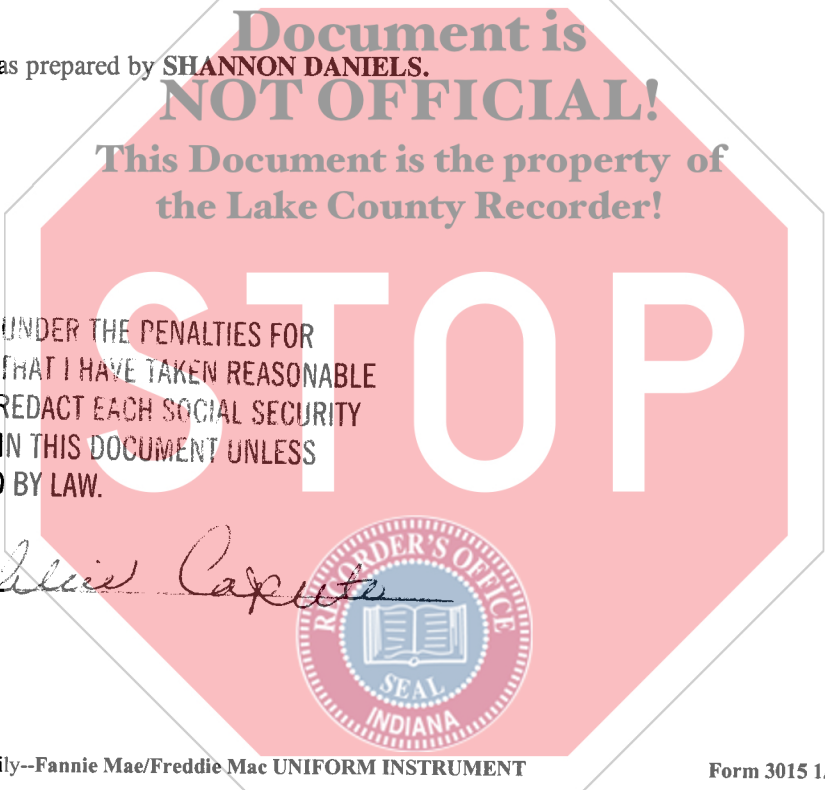 Document is
as prepared by SHANNON DANIELS.
NOT OFFICIAL!
This Document is the property of
the Lake County Recorder!
STOP
UNDER THE PENALTIES FOR
THAT I HAVE TAKEN REASONABLE
REDACT EACH SOCIAL SECURITY
IN THIS DOCUMENT UNLESS
BY LAW.
Caputo
RECORDER'S OFFICE
SEAL
INDIANA
ily--Fannie Mae/Freddie Mac UNIFORM INSTRUMENT
Form 3015 1/